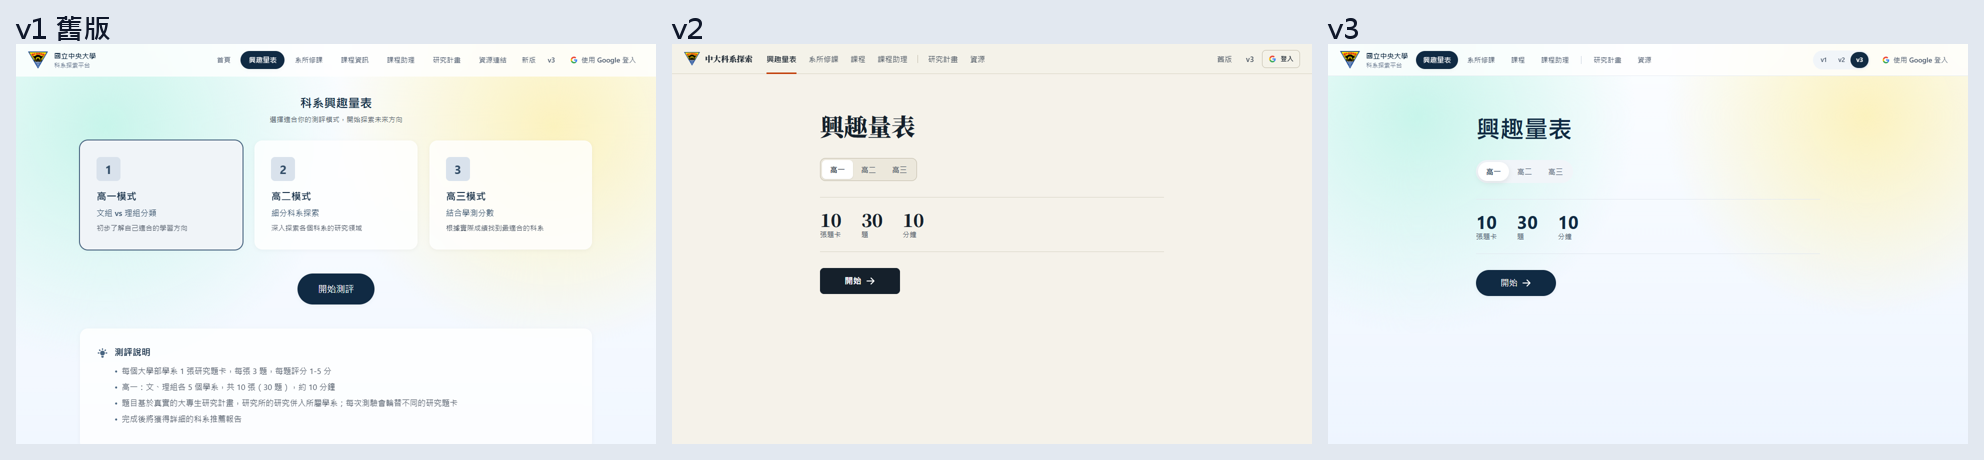 v1 舊版
國立中央大學
科系探索平台
首頁 興趣量表 系所修課 課程資訊 課程助理 研究計畫 資源連結 新版 v3 使用 Google 登入
科系興趣量表
選擇適合你的測評模式，開始探索未來方向
1
高一模式
文組 vs 理組分類
初步了解自己適合的學習方向
2
高二模式
細分科系探索
深入探索各個科系的研究領域
3
高三模式
結合學測分數
根據實際成績找到最適合的科系
開始測評
測評說明
• 每個大學部學系 1 張研究題卡，每張 3 題，每題評分 1-5 分
• 高一：文、理組各 5 個學系，共 10 張（30 題），約 10 分鐘
• 題目基於真實的大專生研究計畫，研究所的研究併入所屬學系；每次測驗會輪替不同的研究題卡
• 完成後將獲得詳細的科系推薦報告
v2
中大科系探索 興趣量表 系所修課 課程 課程助理 研究計畫 資源 舊版 v3 登入
興趣量表
高一 高二 高三
10 30 10
張題卡 題 分鐘
開始 →
v3
國立中央大學
科系探索平台
興趣量表 系所修課 課程 課程助理 研究計畫 資源 v1 v2 v3 使用 Google 登入
興趣量表
高一 高二 高三
10 30 10
張題卡 題 分鐘
開始 →